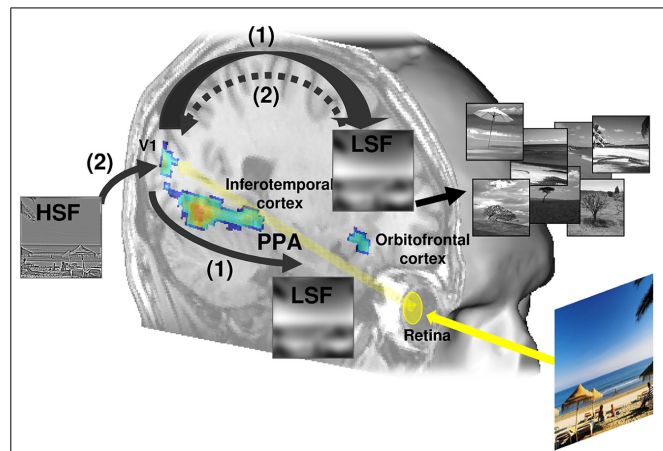 (1)
(2)
V1
(2)
LSF
HSF
Inferotemporal
cortex
PPA
Orbitofrontal
cortex
(1)
LSF
Retina